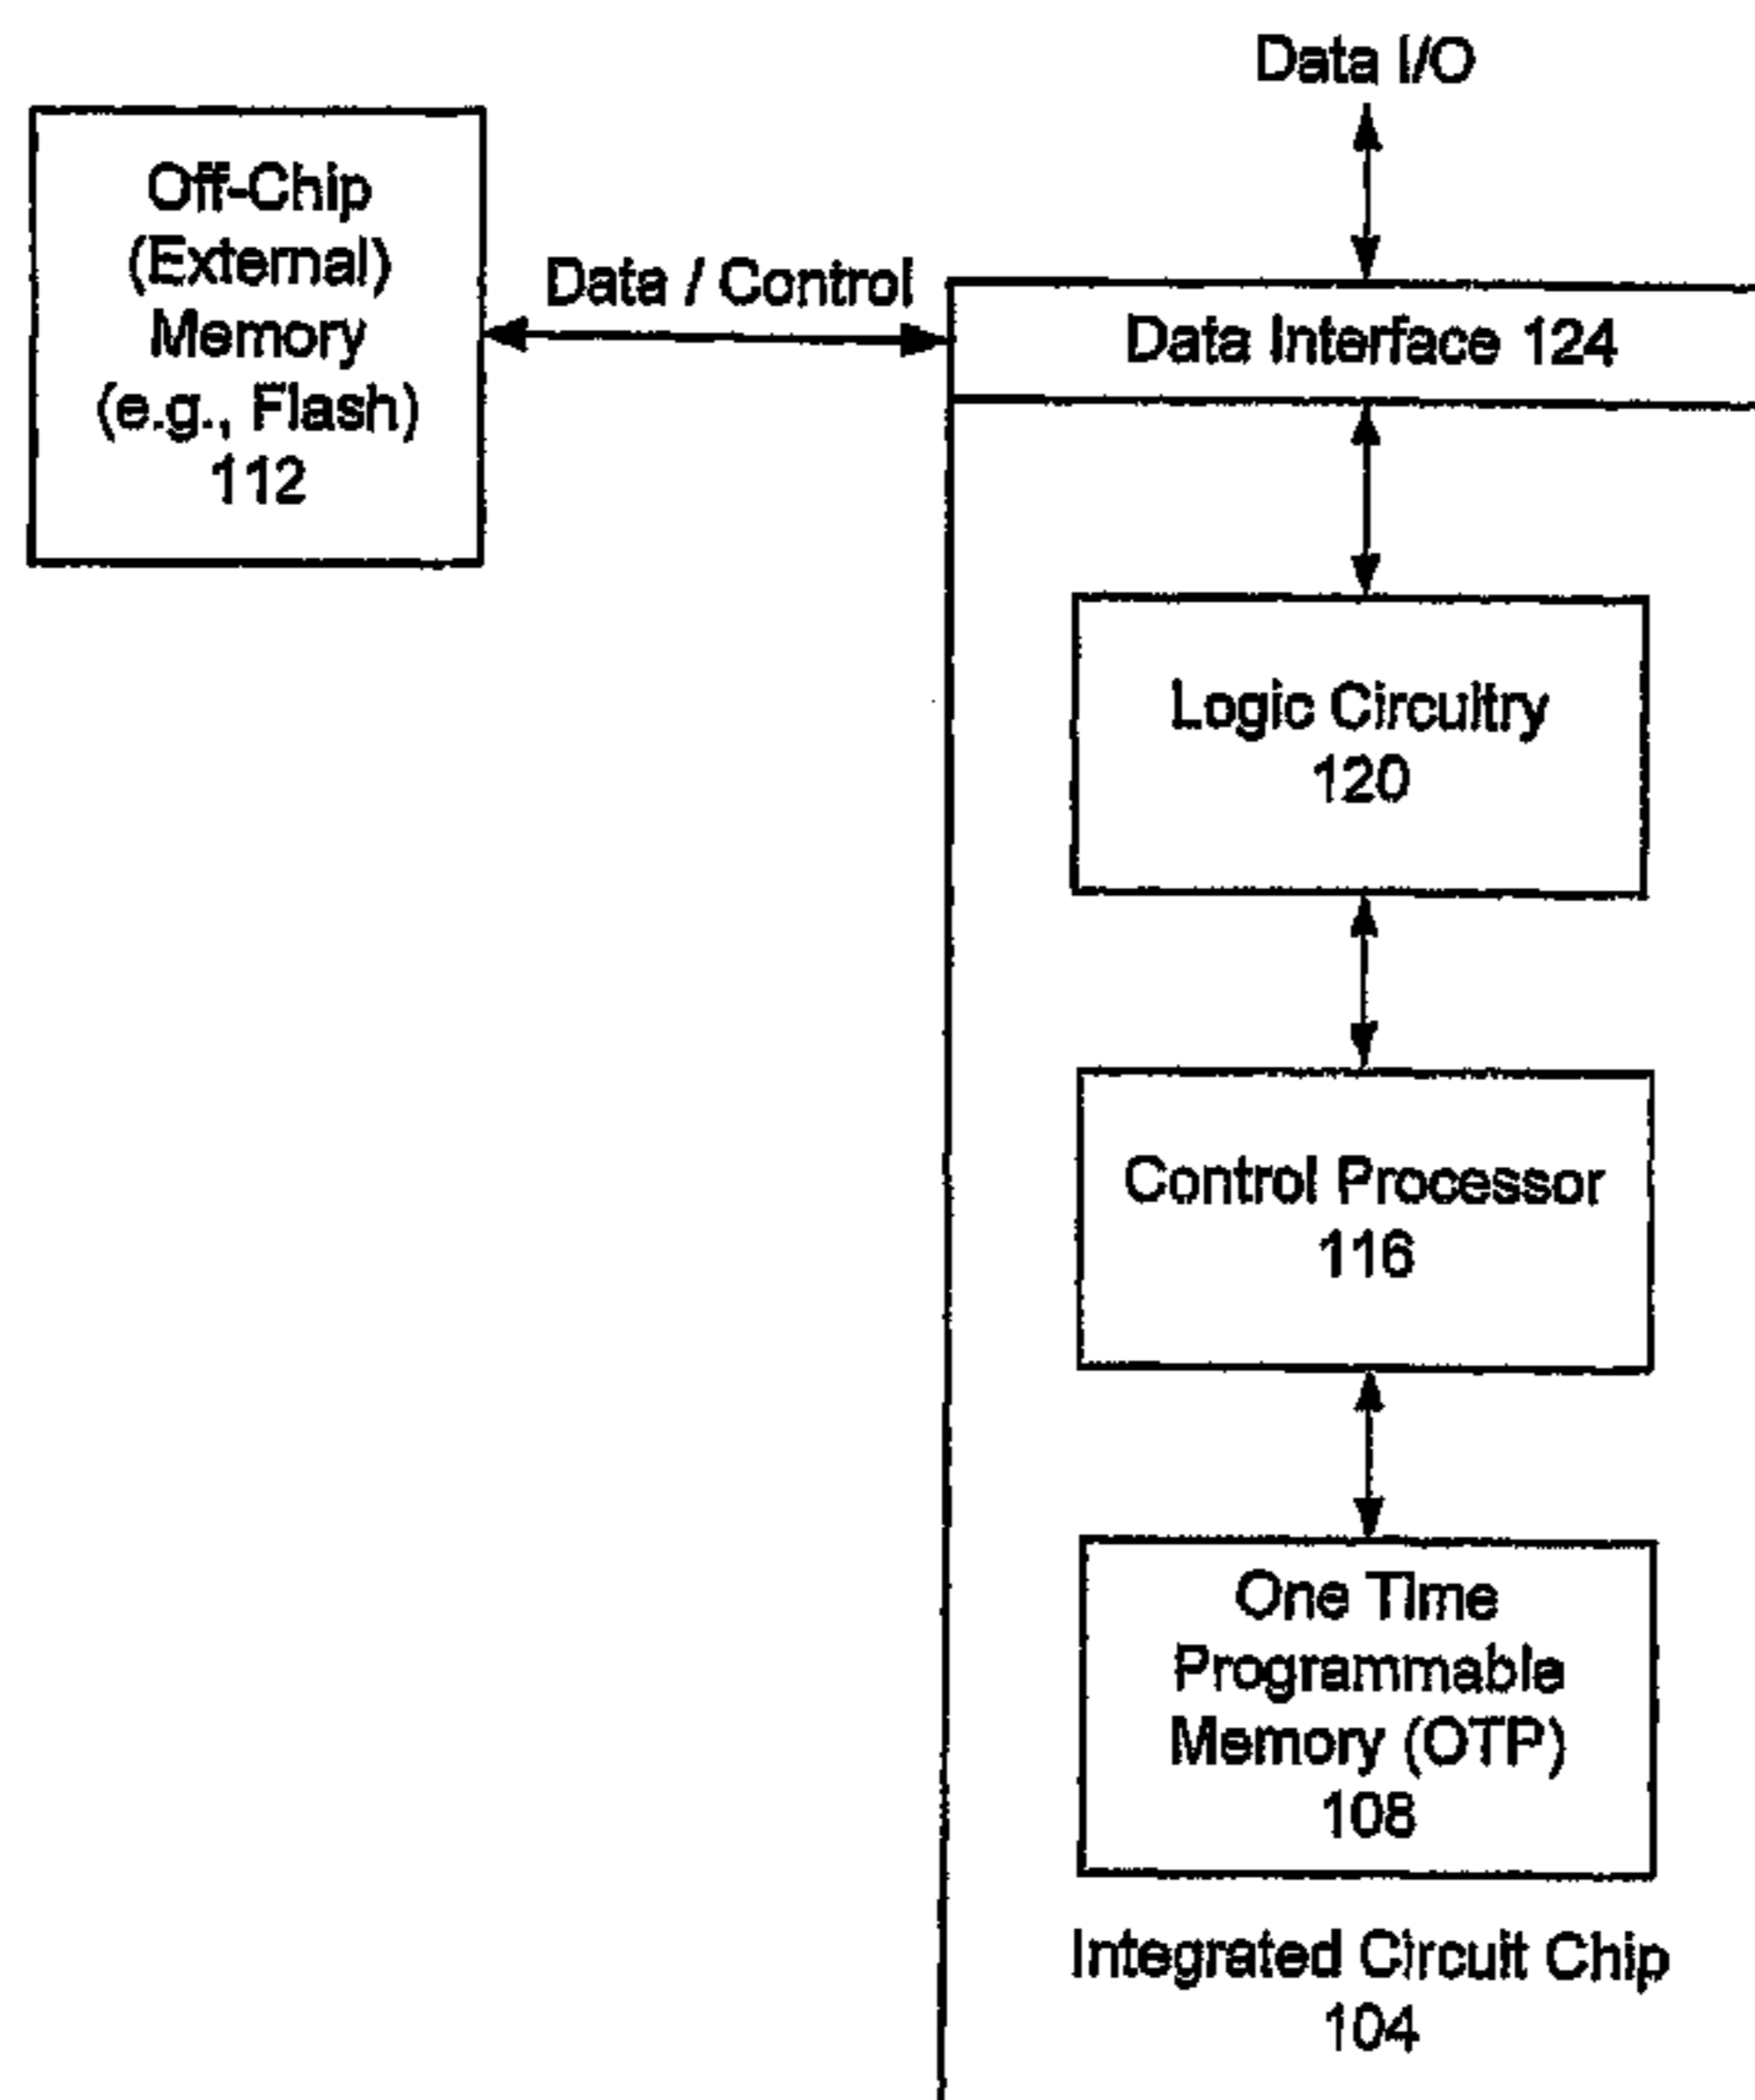 Data I/O
Off-Chip
(External)
Memory
(e.g., Flash)
112
Data / Control
Data Interface 124
Logic Circuitry
120
Control Processor
116
One Time
Programmable
Memory (OTP)
108
Integrated Circuit Chip
104